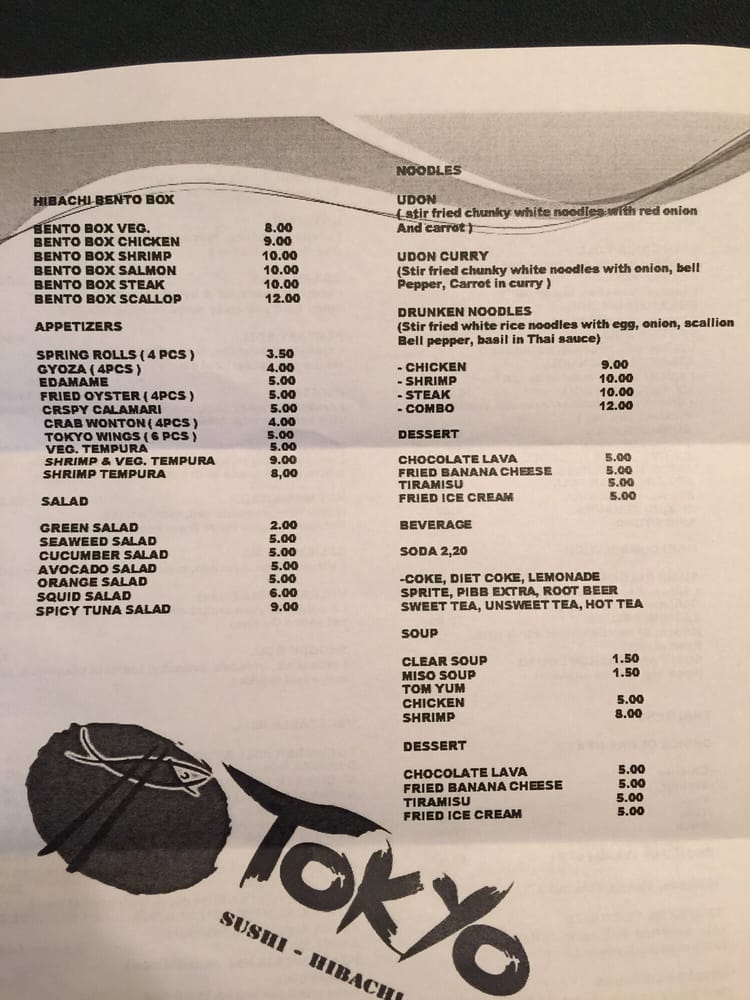 HIBACHI BENTO BOX
BENTO BOX VEG. 8.00
BENTO BOX CHICKEN 9.00
BENTO BOX SHRIMP 10.00
BENTO BOX SALMON 10.00
BENTO BOX STEAK 10.00
BENTO BOX SCALLOP 12.00
APPETIZERS
SPRING ROLLS ( 4 PCS ) 3.50
GYOZA ( 4PCS ) 4.00
EDAMAME 5.00
FRIED OYSTER ( 4PCS ) 5.00
CRSPY CALAMARI 5.00
CRAB WONTON ( 4PCS ) 4.00
TOKYO WINGS ( 6 PCS ) 5.00
VEG. TEMPURA 5.00
SHRIMP & VEG. TEMPURA 9.00
SHRIMP TEMPURA 8,00
SALAD
GREEN SALAD 2.00
SEAWEED SALAD 5.00
CUCUMBER SALAD 5.00
AVOCADO SALAD 5.00
ORANGE SALAD 5.00
SQUID SALAD 6.00
SPICY TUNA SALAD 9.00
NOODLES
UDON
( stir fried chunky white noodles with red onion
And carrot )
UDON CURRY
(Stir fried chunky white noodles with onion, bell
Pepper, Carrot in curry )
DRUNKEN NOODLES
(Stir fried white rice noodles with egg, onion, scallion
Bell pepper, basil in Thai sauce)
- CHICKEN 9.00
- SHRIMP 10.00
- STEAK 10.00
- COMBO 12.00
DESSERT
CHOCOLATE LAVA 5.00
FRIED BANANA CHEESE 5.00
TIRAMISU 5.00
FRIED ICE CREAM 5.00
BEVERAGE
SODA 2,20
-COKE, DIET COKE, LEMONADE
SPRITE, PIBB EXTRA, ROOT BEER
SWEET TEA, UNSWEET TEA, HOT TEA
SOUP
CLEAR SOUP 1.50
MISO SOUP 1.50
TOM YUM
CHICKEN 5.00
SHRIMP 8.00
DESSERT
CHOCOLATE LAVA 5.00
FRIED BANANA CHEESE 5.00
TIRAMISU 5.00
FRIED ICE CREAM 5.00
TOKYO
SUSHI - HIBACHI